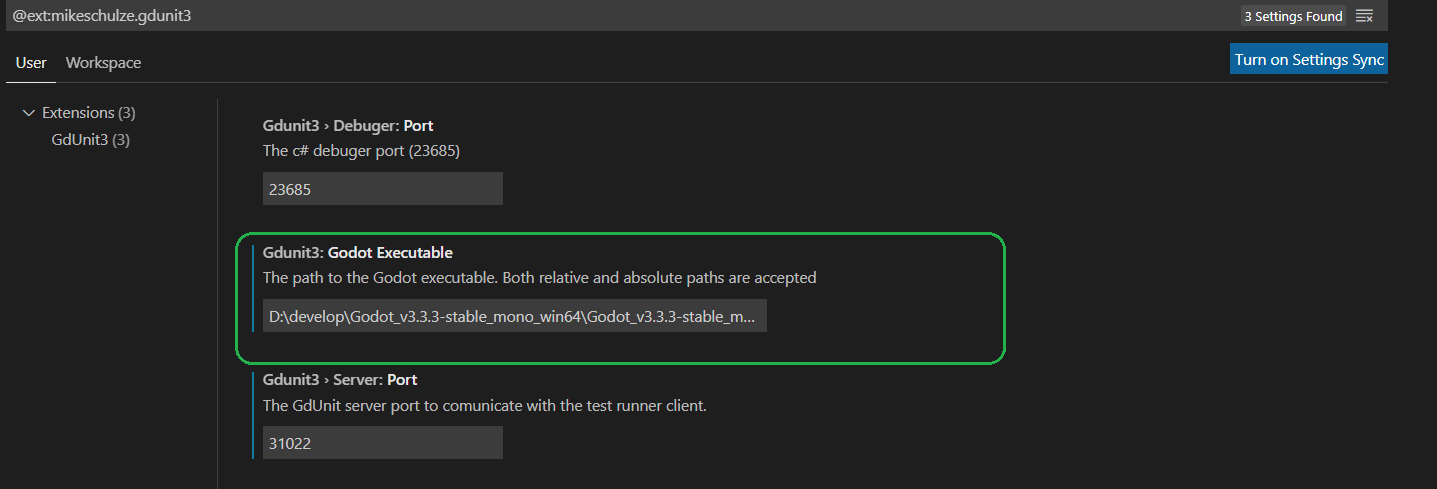 @ext:mikeschulze.gdunit3
3 Settings Found
User Workspace
Turn on Settings Sync
Extensions (3)
GdUnit3 (3)
Gdunit3 › Debuger: Port
The c# debuger port (23685)
23685
Gdunit3: Godot Executable
The path to the Godot executable. Both relative and absolute paths are accepted
D:\develop\Godot_v3.3.3-stable_mono_win64\Godot_v3.3.3-stable_m...
Gdunit3 › Server: Port
The GdUnit server port to comunicate with the test runner client.
31022